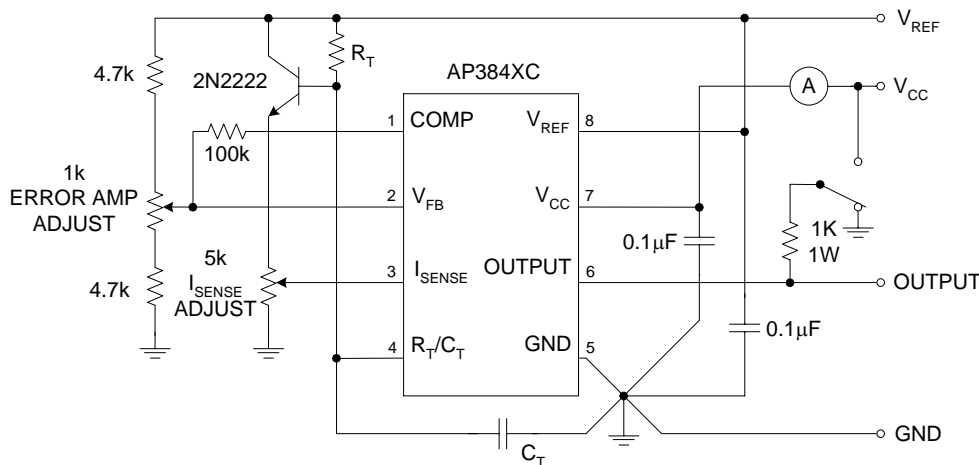 V_REF
4.7k
R_T
2N2222
AP384XC
A
V_CC
1
COMP
V_REF
8
100k
1k
ERROR AMP
ADJUST
2
V_FB
V_CC
7
0.1µF
1K
1W
5k
I_SENSE
ADJUST
3
I_SENSE
OUTPUT
6
OUTPUT
4.7k
0.1µF
4
R_T/C_T
GND
5
C_T
GND